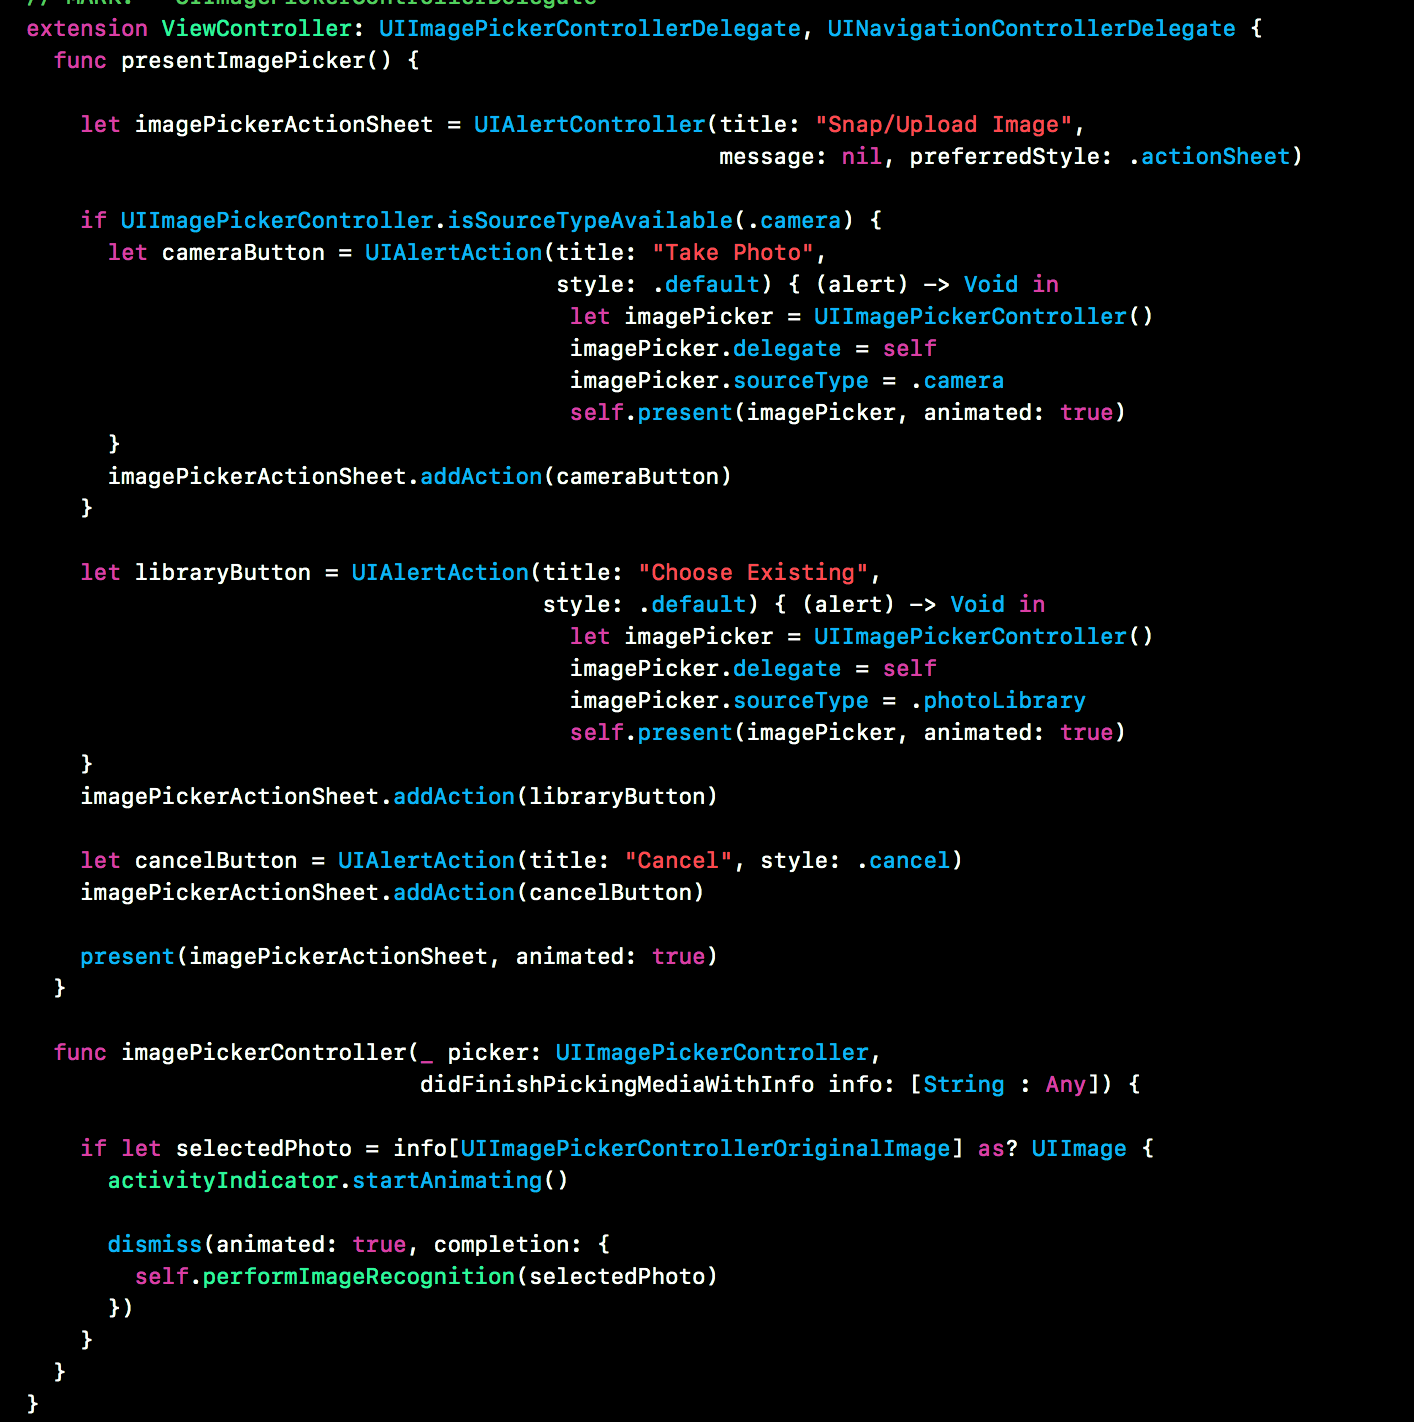 // MARK: - UIImagePickerControllerDelegate
extension ViewController: UIImagePickerControllerDelegate, UINavigationControllerDelegate {
  func presentImagePicker() {

    let imagePickerActionSheet = UIAlertController(title: "Snap/Upload Image",
                                                   message: nil, preferredStyle: .actionSheet)

    if UIImagePickerController.isSourceTypeAvailable(.camera) {
      let cameraButton = UIAlertAction(title: "Take Photo",
                                       style: .default) { (alert) -> Void in
                                        let imagePicker = UIImagePickerController()
                                        imagePicker.delegate = self
                                        imagePicker.sourceType = .camera
                                        self.present(imagePicker, animated: true)
      }
      imagePickerActionSheet.addAction(cameraButton)
    }

    let libraryButton = UIAlertAction(title: "Choose Existing",
                                      style: .default) { (alert) -> Void in
                                        let imagePicker = UIImagePickerController()
                                        imagePicker.delegate = self
                                        imagePicker.sourceType = .photoLibrary
                                        self.present(imagePicker, animated: true)
    }
    imagePickerActionSheet.addAction(libraryButton)

    let cancelButton = UIAlertAction(title: "Cancel", style: .cancel)
    imagePickerActionSheet.addAction(cancelButton)

    present(imagePickerActionSheet, animated: true)
  }

  func imagePickerController(_ picker: UIImagePickerController,
                             didFinishPickingMediaWithInfo info: [String : Any]) {

    if let selectedPhoto = info[UIImagePickerControllerOriginalImage] as? UIImage {
      activityIndicator.startAnimating()

      dismiss(animated: true, completion: {
        self.performImageRecognition(selectedPhoto)
      })
    }
  }
}